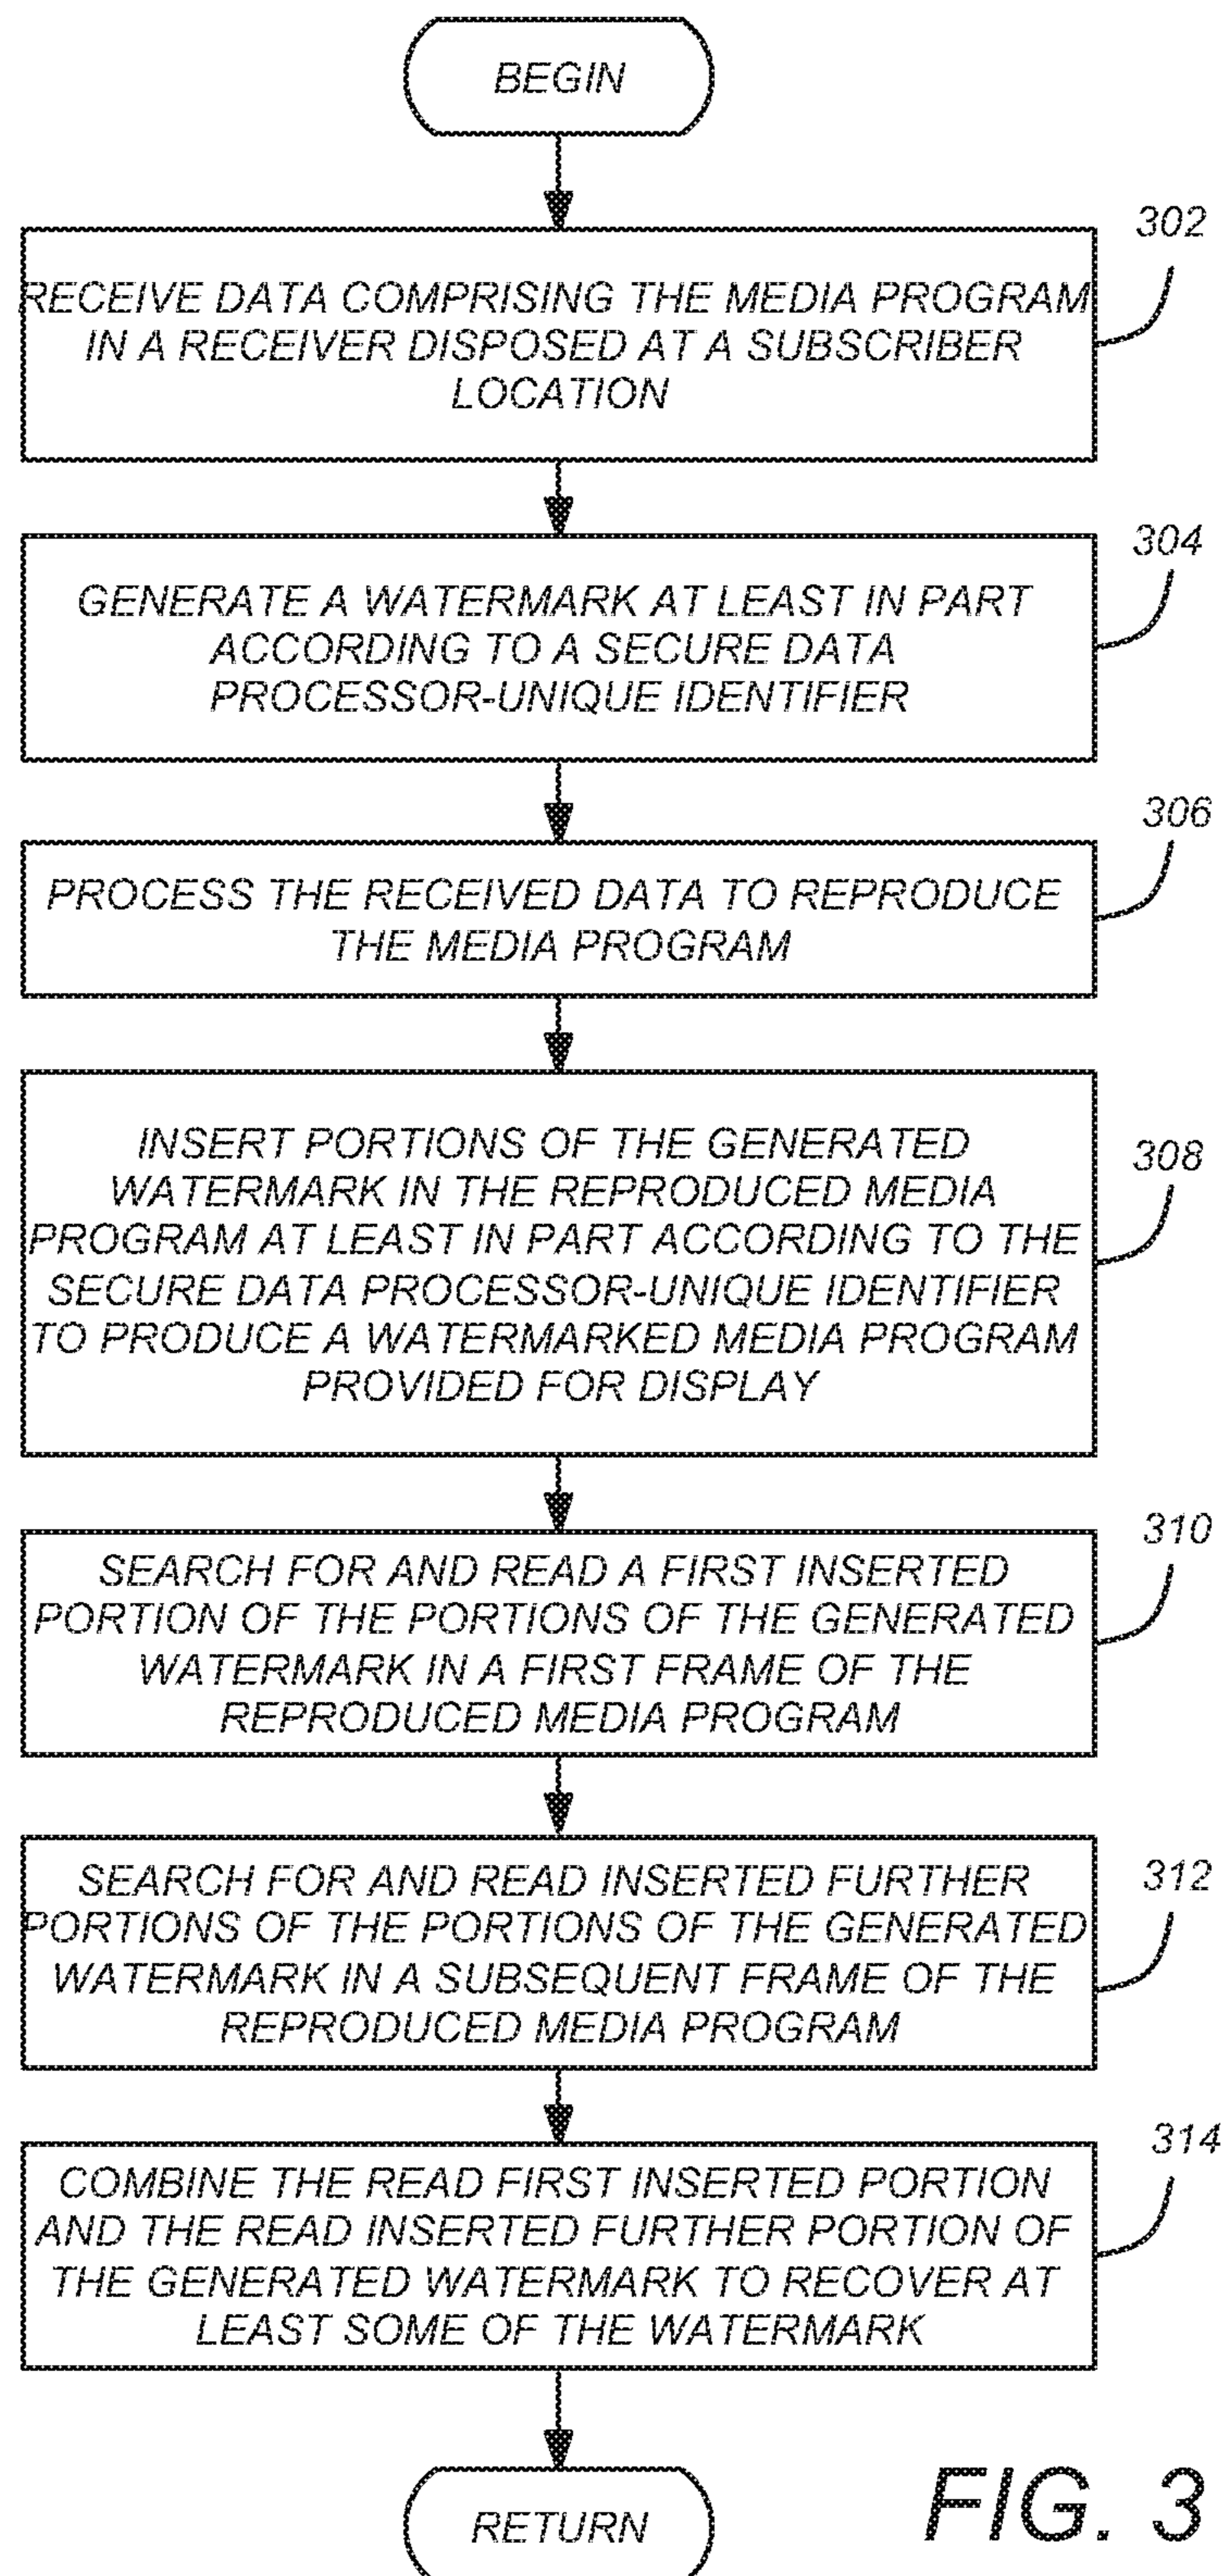 BEGIN
302
RECEIVE DATA COMPRISING THE MEDIA PROGRAM
IN A RECEIVER DISPOSED AT A SUBSCRIBER
LOCATION
304
GENERATE A WATERMARK AT LEAST IN PART
ACCORDING TO A SECURE DATA
PROCESSOR-UNIQUE IDENTIFIER
306
PROCESS THE RECEIVED DATA TO REPRODUCE
THE MEDIA PROGRAM
308
INSERT PORTIONS OF THE GENERATED
WATERMARK IN THE REPRODUCED MEDIA
PROGRAM AT LEAST IN PART ACCORDING TO THE
SECURE DATA PROCESSOR-UNIQUE IDENTIFIER
TO PRODUCE A WATERMARKED MEDIA PROGRAM
PROVIDED FOR DISPLAY
310
SEARCH FOR AND READ A FIRST INSERTED
PORTION OF THE PORTIONS OF THE GENERATED
WATERMARK IN A FIRST FRAME OF THE
REPRODUCED MEDIA PROGRAM
312
SEARCH FOR AND READ INSERTED FURTHER
PORTIONS OF THE PORTIONS OF THE GENERATED
WATERMARK IN A SUBSEQUENT FRAME OF THE
REPRODUCED MEDIA PROGRAM
314
COMBINE THE READ FIRST INSERTED PORTION
AND THE READ INSERTED FURTHER PORTION OF
THE GENERATED WATERMARK TO RECOVER AT
LEAST SOME OF THE WATERMARK
RETURN
FIG. 3